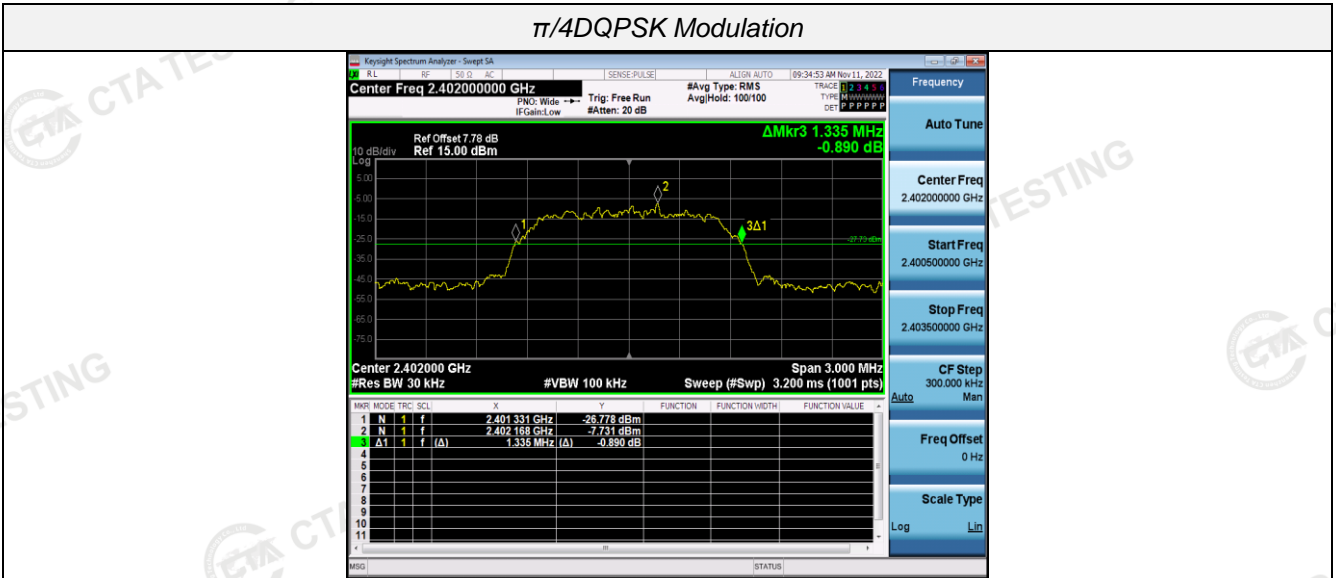 π/4DQPSK Modulation
Keysight Spectrum Analyzer - Swept SA
RL RF 50 Ω AC SENSE:PULSE ALIGN AUTO 09:34:53 AM Nov 11, 2022
Center Freq 2.402000000 GHz
PNO: Wide
IFGain:Low
Trig: Free Run
#Atten: 20 dB
#Avg Type: RMS
Avg|Hold: 100/100
TRACE 1 2 3 4 5 6
TYPE M WWWWW
DET P P P P P P
Frequency
Auto Tune
Center Freq
2.402000000 GHz
Start Freq
2.400500000 GHz
Stop Freq
2.403500000 GHz
CF Step
300.000 kHz
Auto Man
Freq Offset
0 Hz
Scale Type
Log Lin
ΔMkr3 1.335 MHz
-0.890 dB
Ref Offset 7.78 dB
10 dB/div Ref 15.00 dBm
Log
5.00
-5.00
-15.0
-25.0
-35.0
-45.0
-55.0
-65.0
-75.0
1
2
3Δ1
-27.73 dBm
Center 2.402000 GHz Span 3.000 MHz
#Res BW 30 kHz #VBW 100 kHz Sweep (#Swp) 3.200 ms (1001 pts)
MKR MODE TRC SCL X Y FUNCTION FUNCTION WIDTH FUNCTION VALUE
1 N 1 f 2.401 331 GHz -26.778 dBm
2 N 1 f 2.402 168 GHz -7.731 dBm
3 Δ1 1 f (Δ) 1.335 MHz (Δ) -0.890 dB
4
5
6
7
8
9
10
11
MSG STATUS
CTA TES
TESTING
STING
CTA
C